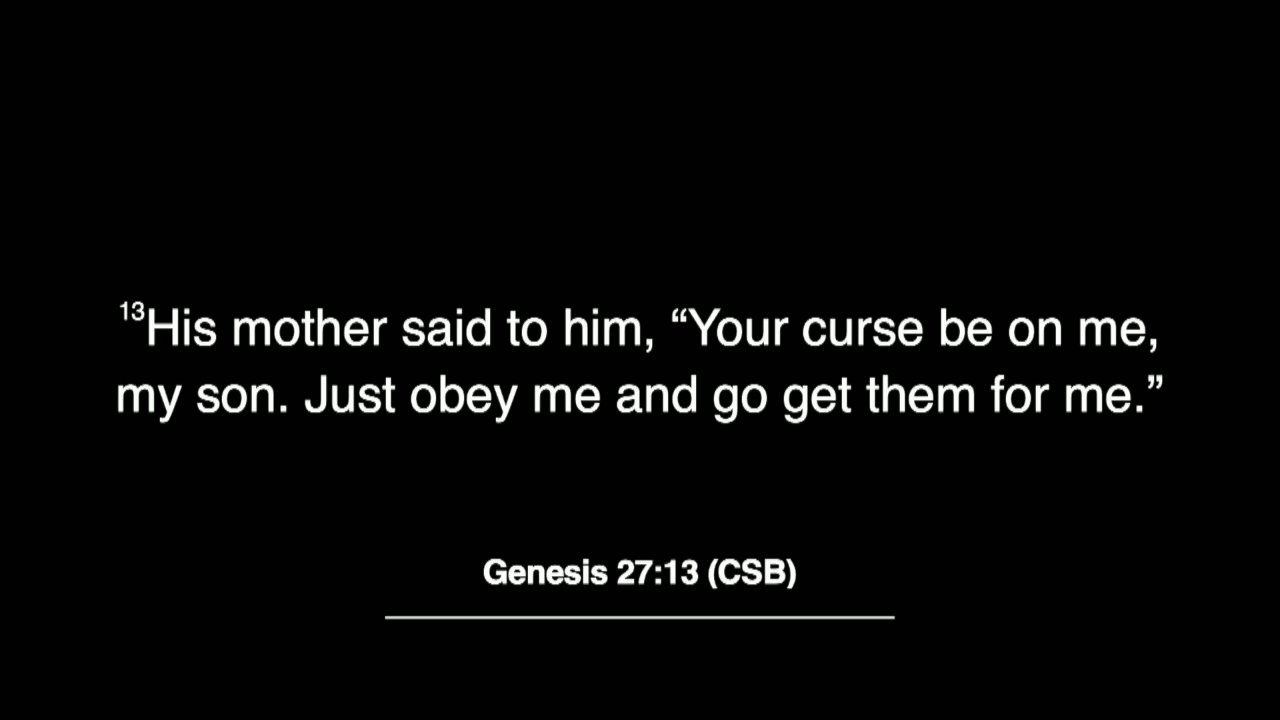 ¹³His mother said to him, “Your curse be on me,
my son. Just obey me and go get them for me.”
Genesis 27:13 (CSB)